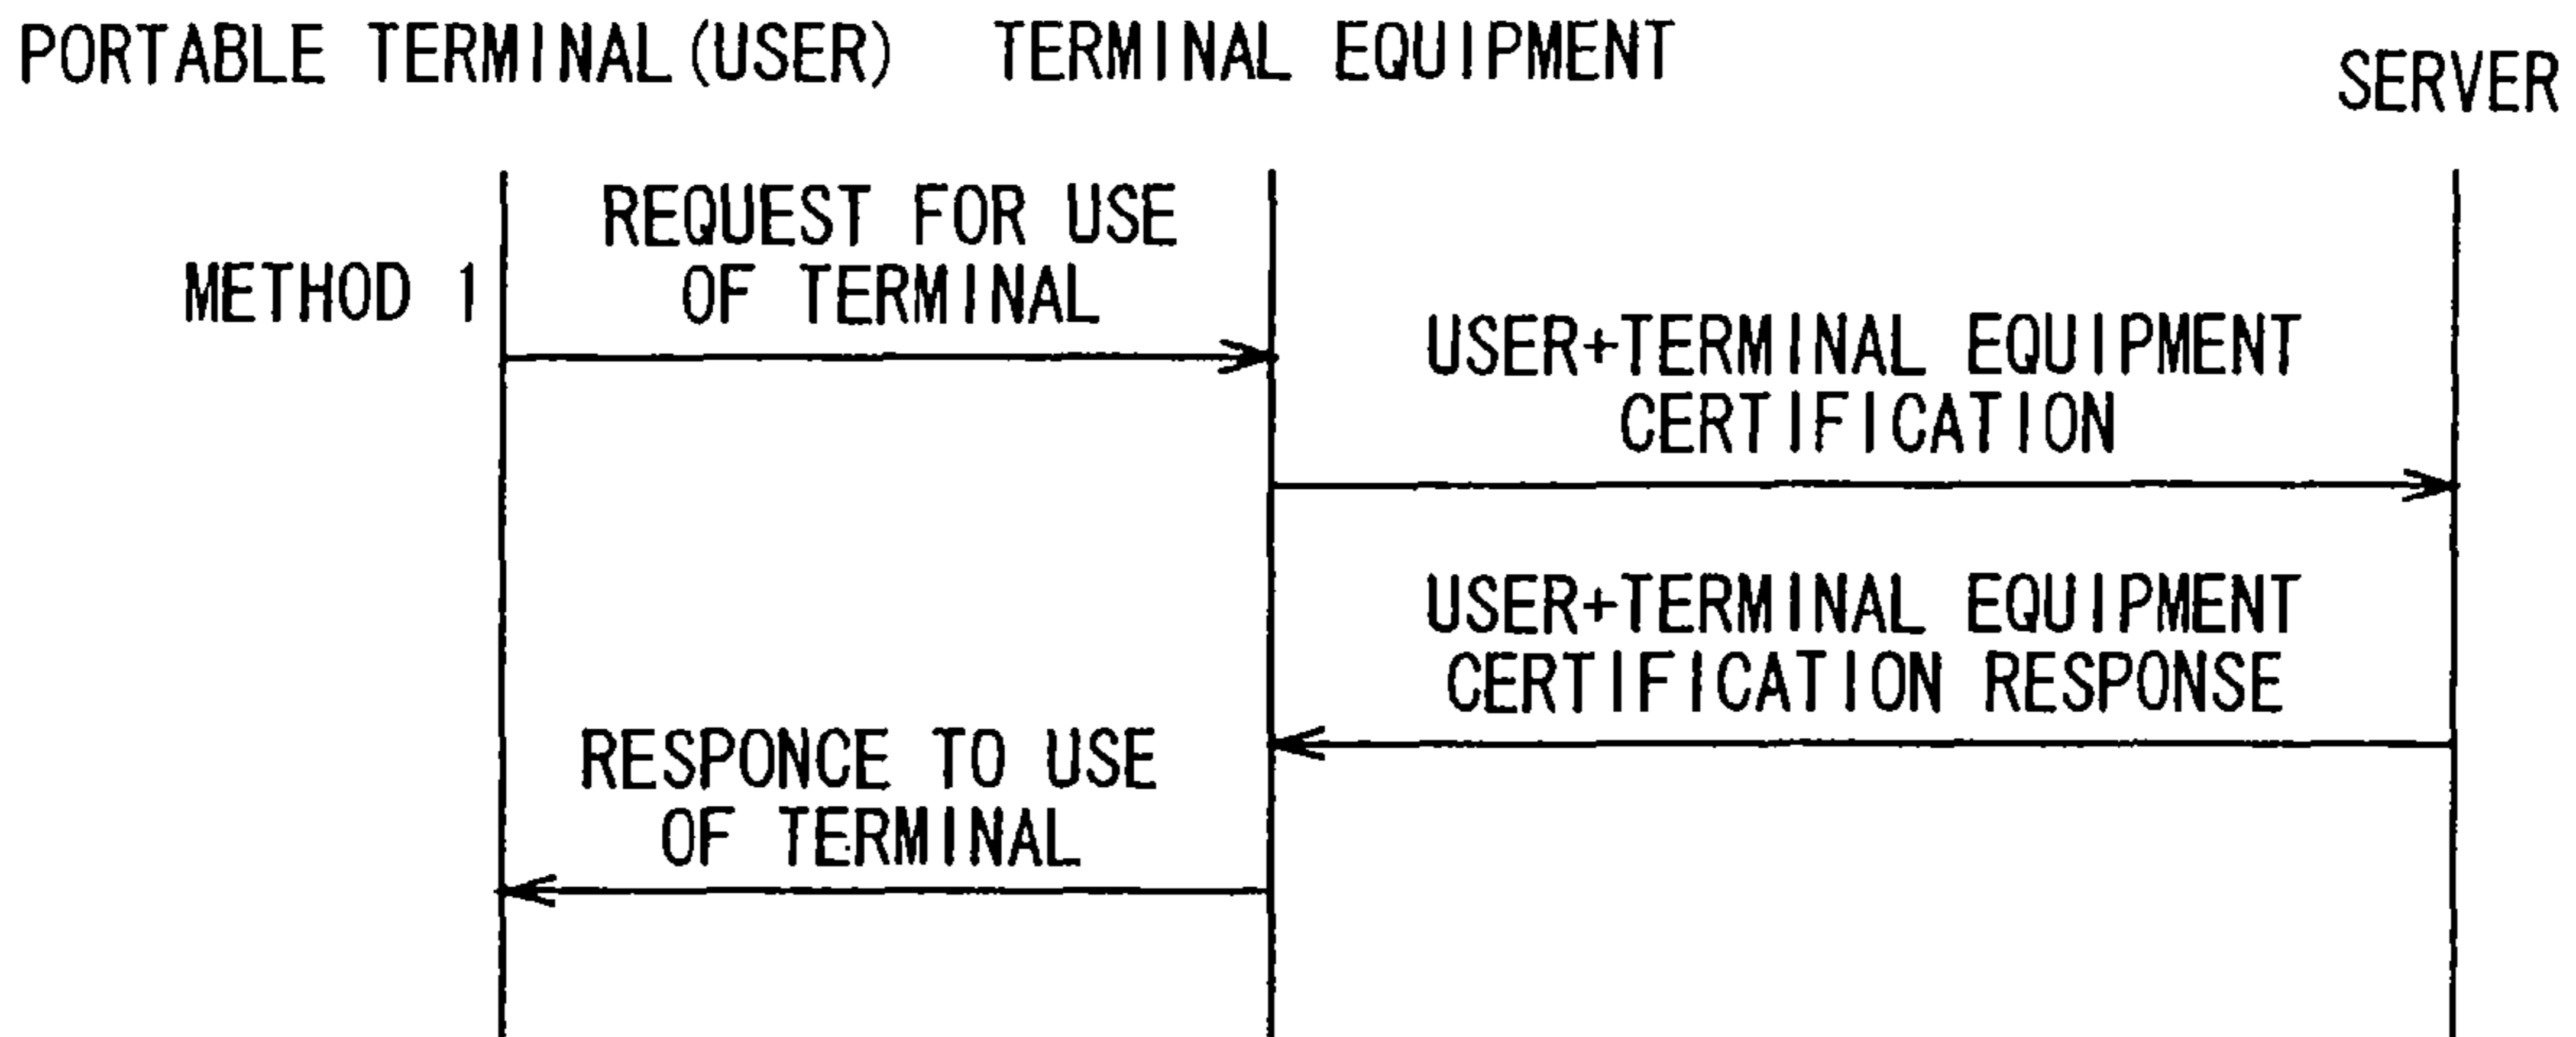 PORTABLE TERMINAL(USER) TERMINAL EQUIPMENT SERVER
REQUEST FOR USE
METHOD 1 OF TERMINAL
USER+TERMINAL EQUIPMENT
CERTIFICATION
USER+TERMINAL EQUIPMENT
CERTIFICATION RESPONSE
RESPONCE TO USE
OF TERMINAL